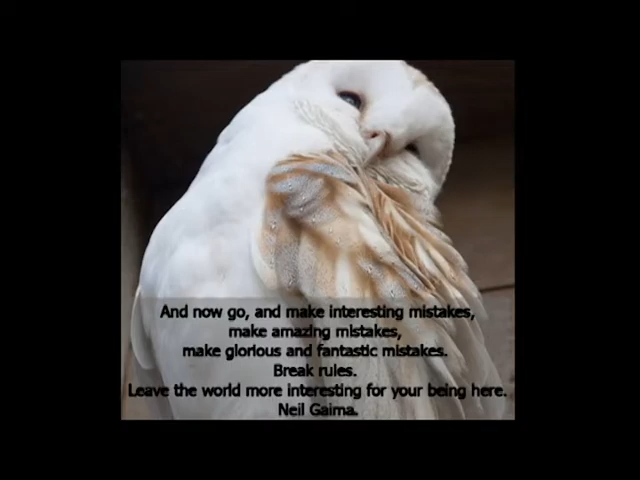 And now go, and make interesting mistakes,
make amazing mistakes,
make glorious and fantastic mistakes.
Break rules.
Leave the world more interesting for your being here.
Neil Gaima.